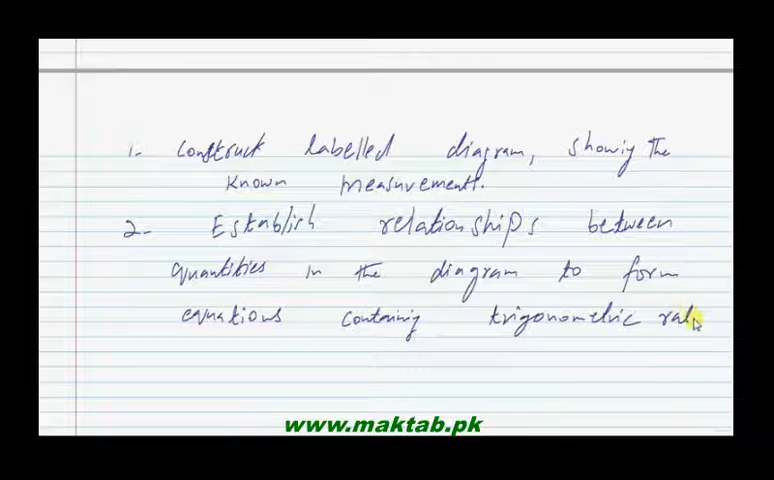 1- construct labelled diagram, showing the
known measurement.
2- Establish relationships between
quantities in the diagram to form
equations containing trigonometric
www.maktab.pk